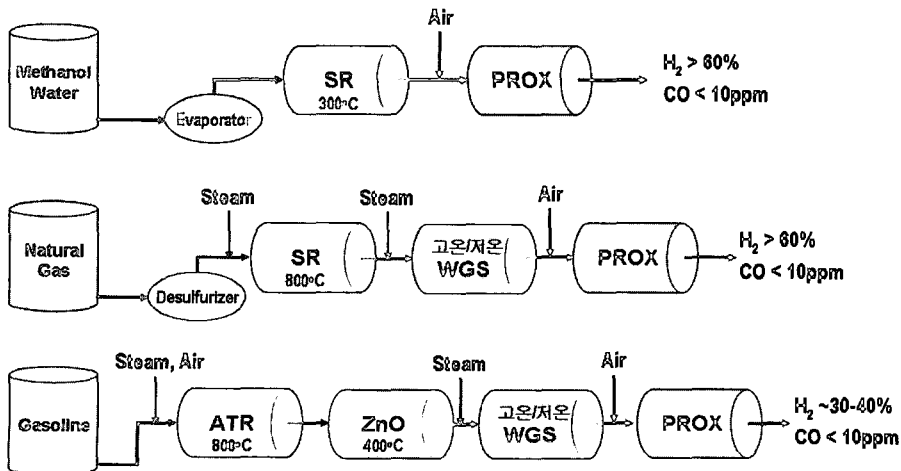 Air
Methanol
Water
Evaporator
SR
300°C
PROX
H₂ > 60%
CO < 10ppm
Steam
Steam
Air
Natural
Gas
Desulfurizer
SR
800°C
고온/저온
WGS
PROX
H₂ > 60%
CO < 10ppm
Steam, Air
Steam
Air
Gasoline
ATR
800°C
ZnO
400°C
고온/저온
WGS
PROX
H₂ ~30-40%
CO < 10ppm